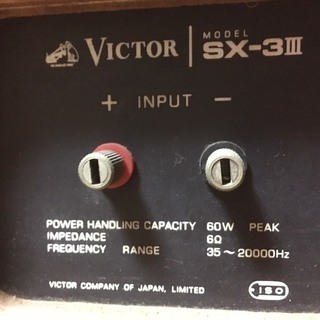 VICTOR
MODEL
SX-3III
+ INPUT −
POWER HANDLING CAPACITY 60W PEAK
IMPEDANCE 6Ω
FREQUENCY RANGE 35～20000Hz
VICTOR COMPANY OF JAPAN, LIMITED
ISO